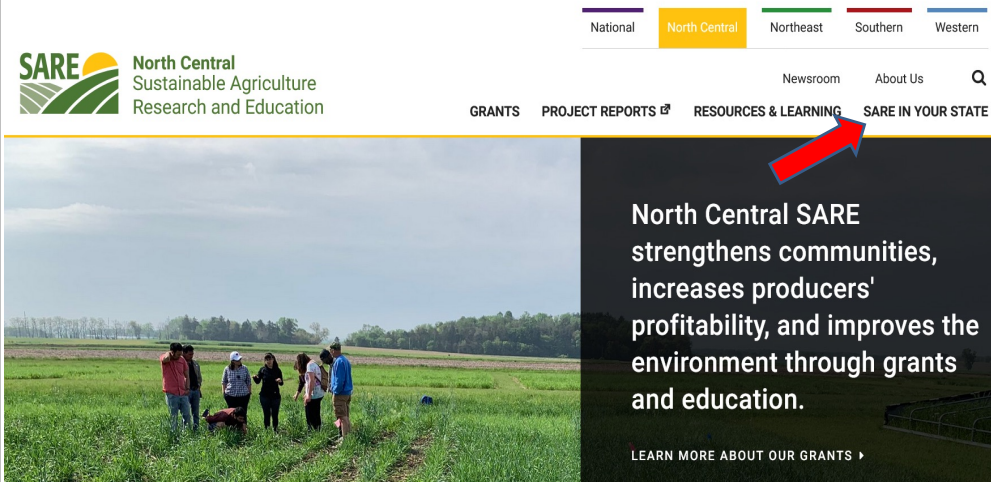 National
North Central
Northeast
Southern
Western
SARE
North Central
Sustainable Agriculture
Research and Education
Newsroom
About Us
GRANTS
PROJECT REPORTS
RESOURCES & LEARNING
SARE IN YOUR STATE
North Central SARE
strengthens communities,
increases producers'
profitability, and improves the
environment through grants
and education.
LEARN MORE ABOUT OUR GRANTS